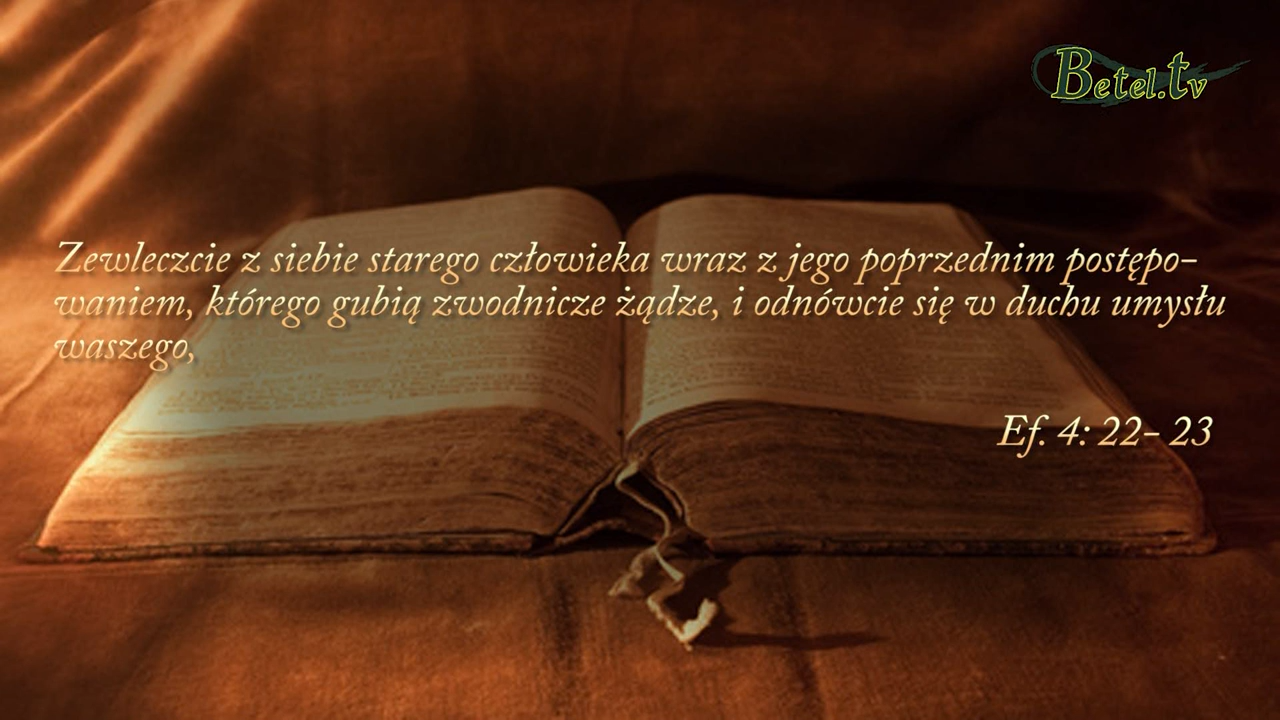 Betel.tv
Zewleczcie z siebie starego człowieka wraz z jego poprzednim postępo-
waniem, którego gubią zwodnicze żądze, i odnówcie się w duchu umysłu
waszego,
Ef. 4: 22- 23